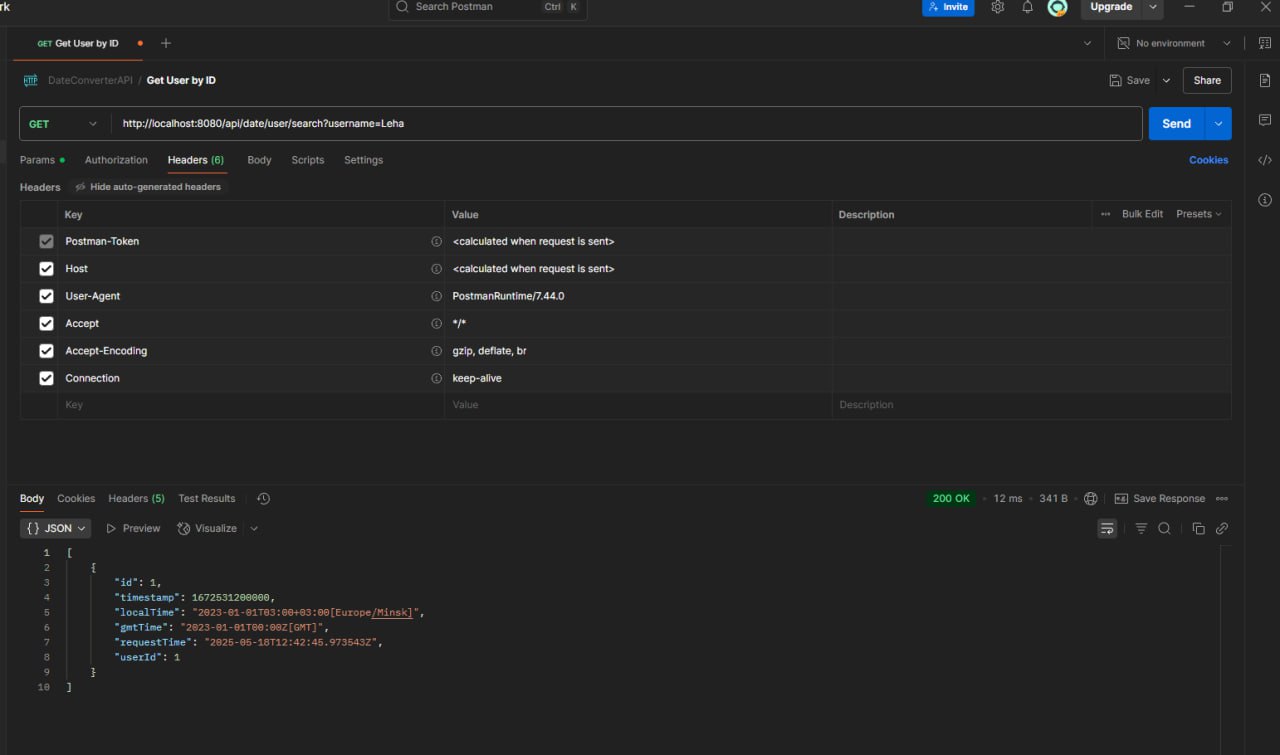 rk
Search Postman Ctrl K Invite Upgrade
GET Get User by ID No environment
HTTP DateConverterAPI / Get User by ID Save Share
GET http://localhost:8080/api/date/user/search?username=Leha Send
Params Authorization Headers (6) Body Scripts Settings Cookies
Headers Hide auto-generated headers
Key Value Description Bulk Edit Presets
Postman-Token <calculated when request is sent>
Host <calculated when request is sent>
User-Agent PostmanRuntime/7.44.0
Accept */*
Accept-Encoding gzip, deflate, br
Connection keep-alive
Key Value Description
Body Cookies Headers (5) Test Results 200 OK 12 ms 341 B Save Response
{} JSON Preview Visualize
1 [
2 {
3 "id": 1,
4 "timestamp": 1672531200000,
5 "localTime": "2023-01-01T03:00+03:00[Europe/Minsk]",
6 "gmtTime": "2023-01-01T00:00Z[GMT]",
7 "requestTime": "2025-05-18T12:42:45.973543Z",
8 "userId": 1
9 }
10 ]